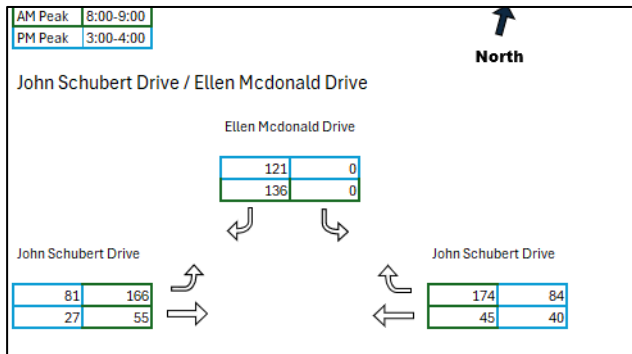 AM Peak 8:00-9:00
PM Peak 3:00-4:00
North
John Schubert Drive / Ellen Mcdonald Drive
Ellen Mcdonald Drive
121 0
136 0
John Schubert Drive John Schubert Drive
81 166 174 84
27 55 45 40